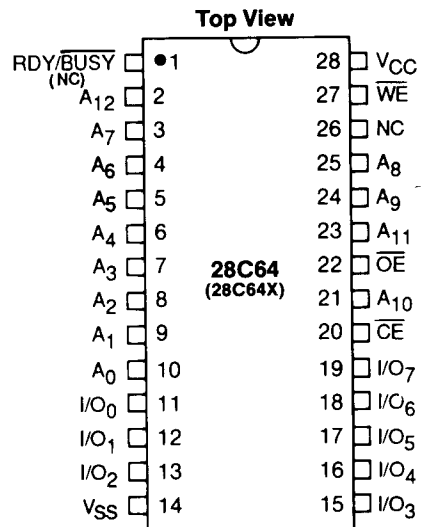 Top View
RDY/BUSY 1 28 VCC
(NC)
A12 2 27 WE
A7 3 26 NC
A6 4 25 A8
A5 5 24 A9
A4 6 23 A11
A3 7 28C64 22 OE
A2 8 (28C64X) 21 A10
A1 9 20 CE
A0 10 19 I/O7
I/O0 11 18 I/O6
I/O1 12 17 I/O5
I/O2 13 16 I/O4
VSS 14 15 I/O3